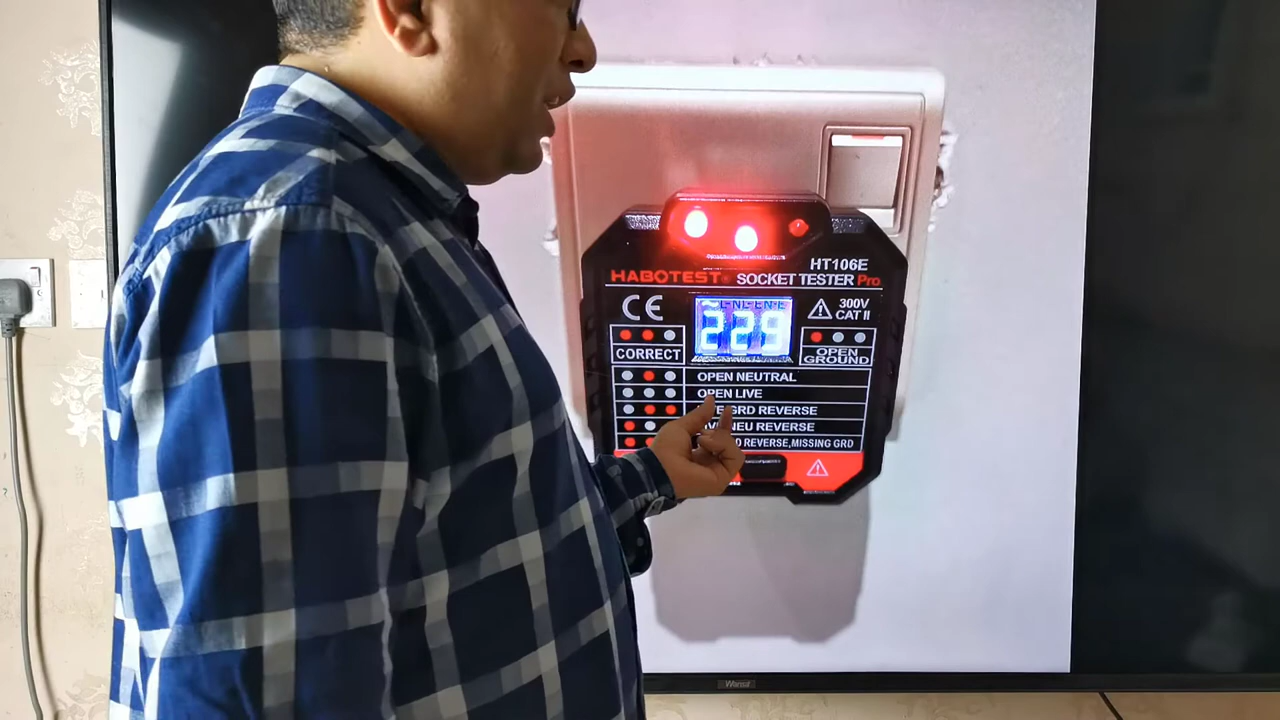 HT106E
HABOTEST® SOCKET TESTER Pro
CE
229
300V
CAT II
CORRECT
OPEN
GROUND
OPEN NEUTRAL
OPEN LIVE
GRD REVERSE
NEU REVERSE
REVERSE,MISSING GRD